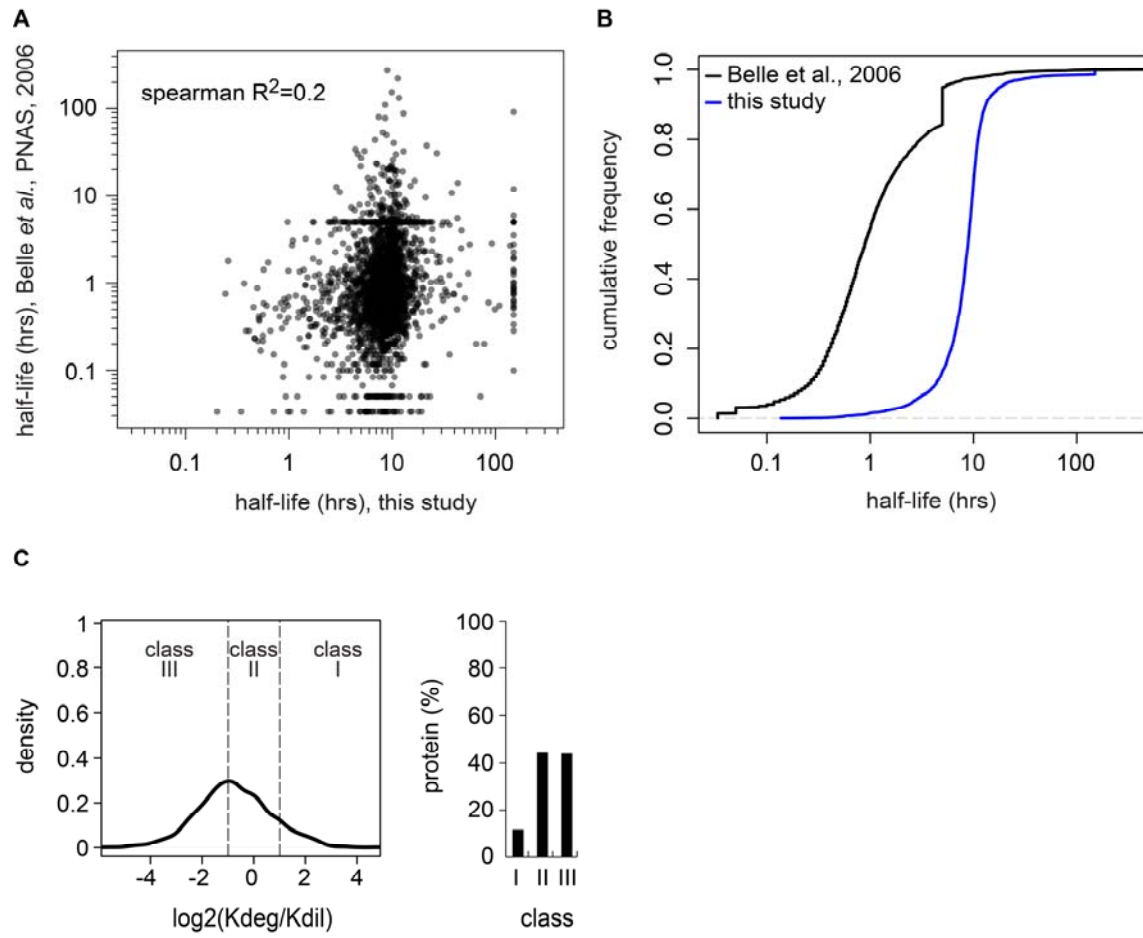 A
half-life (hrs), Belle et al., PNAS, 2006
spearman R²=0.2
100
10
1
0.1
0.1 1 10 100
half-life (hrs), this study
B
cumulative frequency
Belle et al., 2006
this study
1.0
0.8
0.6
0.4
0.2
0.0
0.1 1 10 100
half-life (hrs)
C
density
1
0.8
0.6
0.4
0.2
0
class
III
class
II
class
I
-4 -2 0 2 4
log2(Kdeg/Kdil)
protein (%)
100
80
60
40
20
0
I II III
class